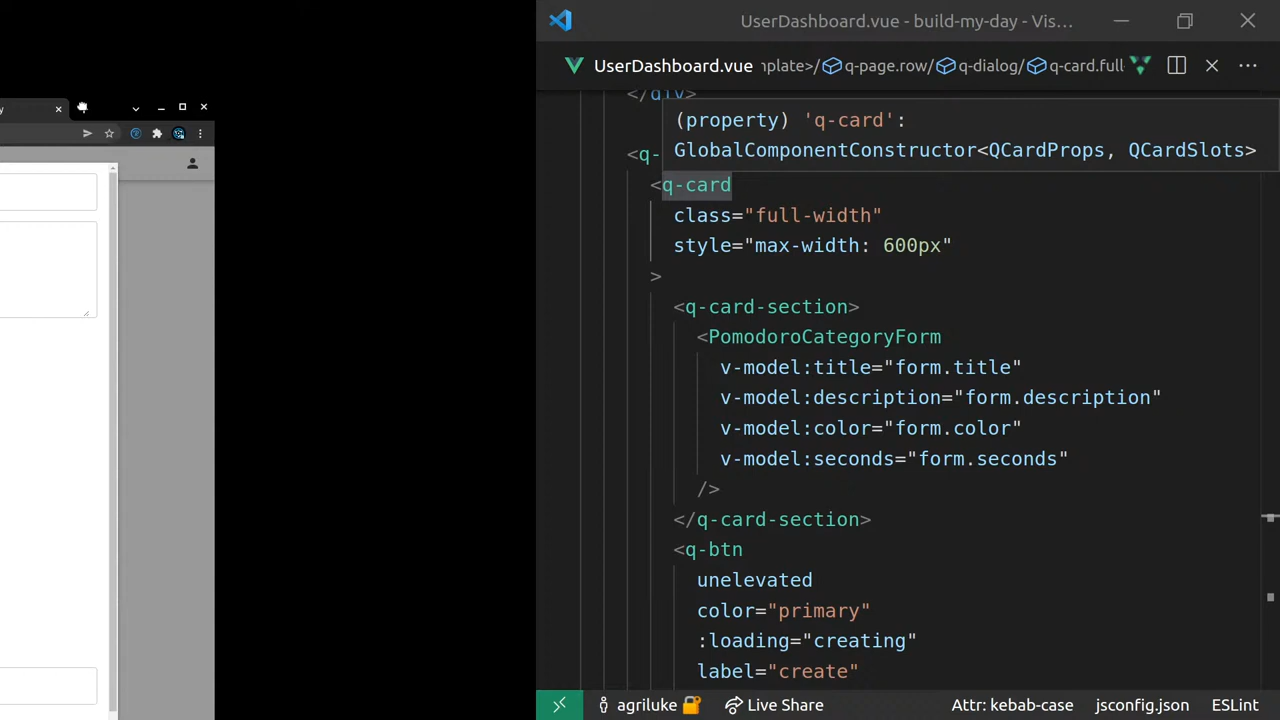 UserDashboard.vue - build-my-day - Vis...
UserDashboard.vue
nplate>/
q-page.row/
q-dialog/
q-card.full-
</div>
(property) 'q-card':
GlobalComponentConstructor<QCardProps, QCardSlots>
<q-
<q-card
class="full-width"
style="max-width: 600px"
>
<q-card-section>
<PomodoroCategoryForm
v-model:title="form.title"
v-model:description="form.description"
v-model:color="form.color"
v-model:seconds="form.seconds"
/>
</q-card-section>
<q-btn
unelevated
color="primary"
:loading="creating"
label="create"
agriluke
Live Share
Attr: kebab-case
jsconfig.json
ESLint